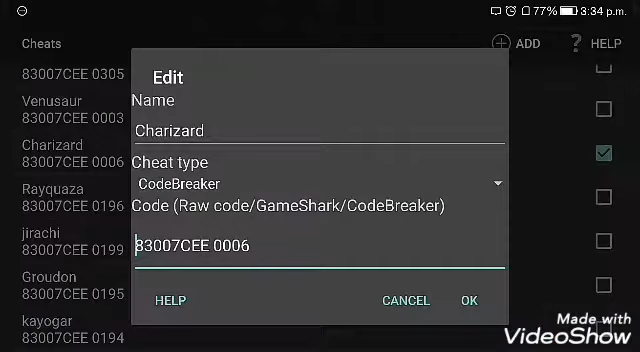 77% 3:34 p.m.
Cheats
ADD
? HELP
83007CEE 0305
Venusaur
83007CEE 0003
Charizard
83007CEE 0006
Rayquaza
83007CEE 0196
jirachi
83007CEE 0199
Groudon
83007CEE 0195
kayogar
83007CEE 0194
Edit
Name
Charizard
Cheat type
CodeBreaker
Code (Raw code/GameShark/CodeBreaker)
83007CEE 0006
HELP
CANCEL
OK
Made with
VideoShow